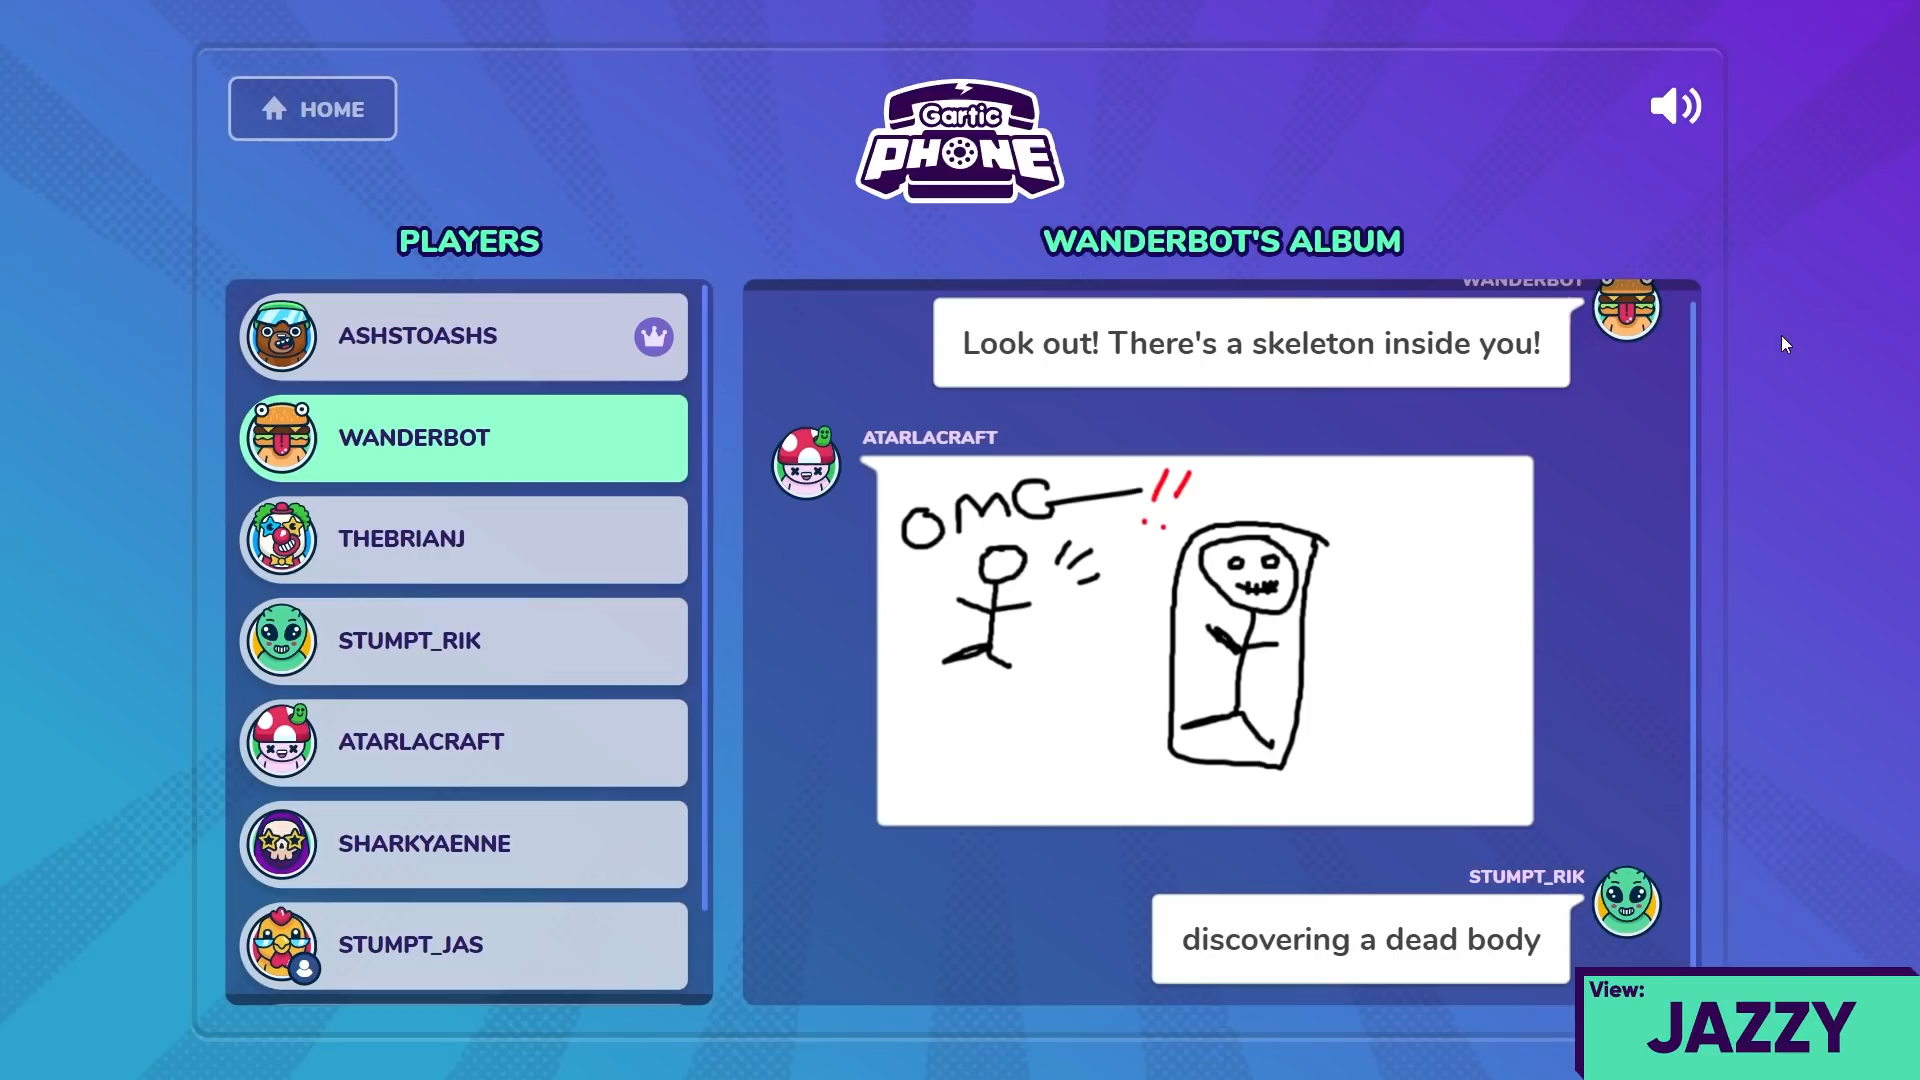 HOME
Gartic
PHONE
PLAYERS
WANDERBOT'S ALBUM
ASHSTOASHS
WANDERBOT
THEBRIANJ
STUMPT_RIK
ATARLACRAFT
SHARKYAENNE
STUMPT_JAS
WANDERBOT
Look out! There's a skeleton inside you!
ATARLACRAFT
OMG !!
STUMPT_RIK
discovering a dead body
View:
JAZZY